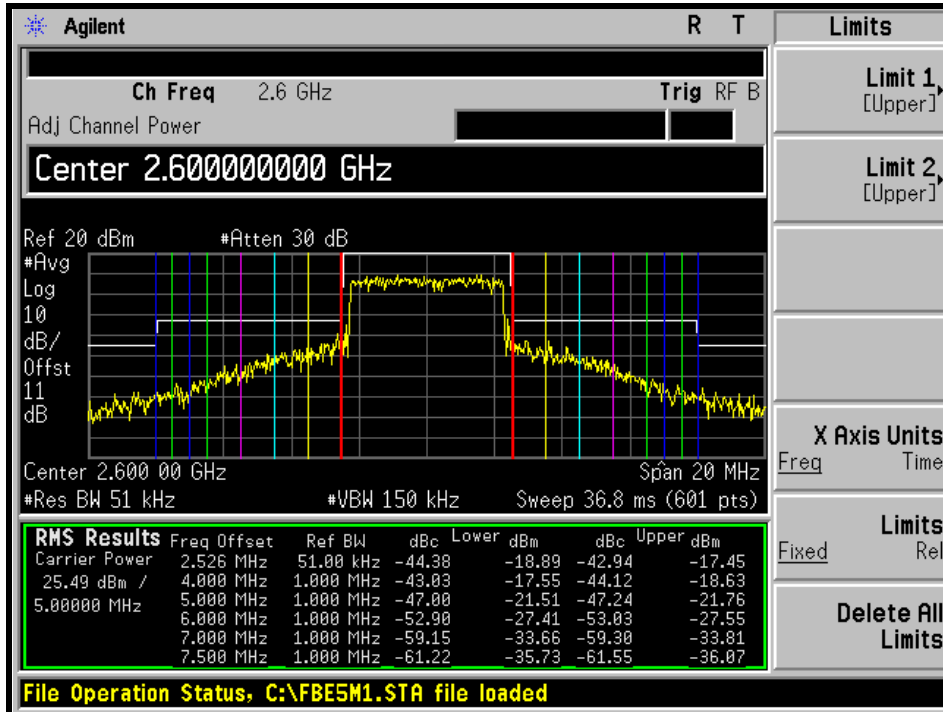 Agilent
R T
Ch Freq 2.6 GHz
Trig RF B
Adj Channel Power
Center 2.600000000 GHz
Ref 20 dBm #Atten 30 dB
#Avg
Log
10
dB/
Offst
11
dB
Center 2.600 00 GHz Span 20 MHz
#Res BW 51 kHz #VBW 150 kHz Sweep 36.8 ms (601 pts)
RMS Results Freq Offset Ref BW dBc Lower dBm dBc Upper dBm
Carrier Power 2.526 MHz 51.00 kHz -44.38 -18.89 -42.94 -17.45
25.49 dBm / 4.000 MHz 1.000 MHz -43.03 -17.55 -44.12 -18.63
5.00000 MHz 5.000 MHz 1.000 MHz -47.00 -21.51 -47.24 -21.76
6.000 MHz 1.000 MHz -52.90 -27.41 -53.03 -27.55
7.000 MHz 1.000 MHz -59.15 -33.66 -59.30 -33.81
7.500 MHz 1.000 MHz -61.22 -35.73 -61.55 -36.07
File Operation Status, C:\FBE5M1.STA file loaded
Limits
Limit 1
[Upper]
Limit 2
[Upper]
X Axis Units
Freq Time
Limits
Fixed Rel
Delete All
Limits